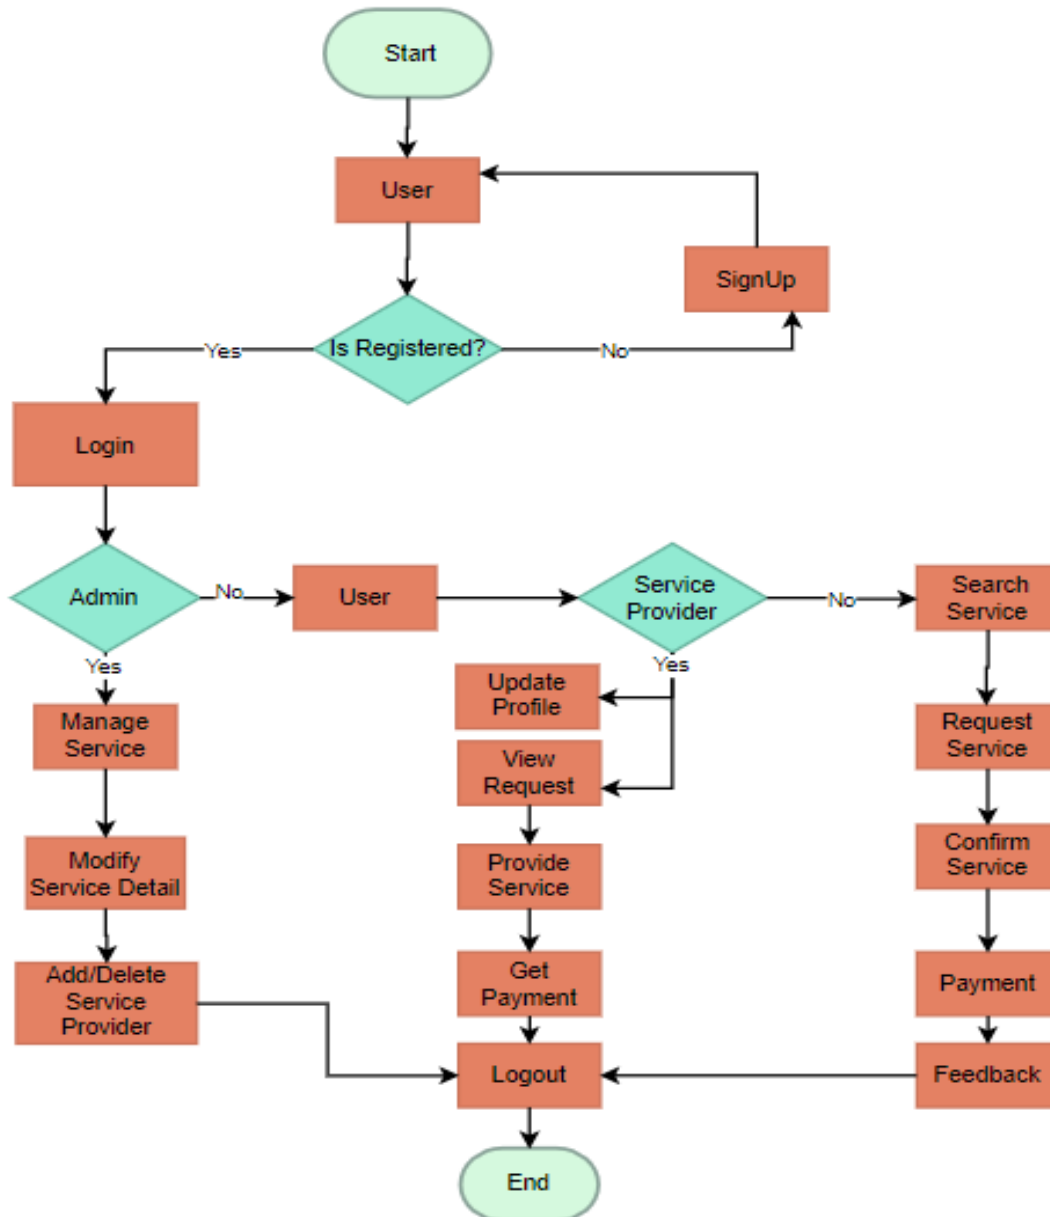 Start
User
SignUp
Is Registered?
Yes
No
Login
Admin
No
User
Service
Provider
No
Search
Service
Yes
Yes
Update
Profile
Manage
Service
Request
Service
View
Request
Modify
Service Detail
Provide
Service
Confirm
Service
Add/Delete
Service
Provider
Get
Payment
Payment
Logout
Feedback
End